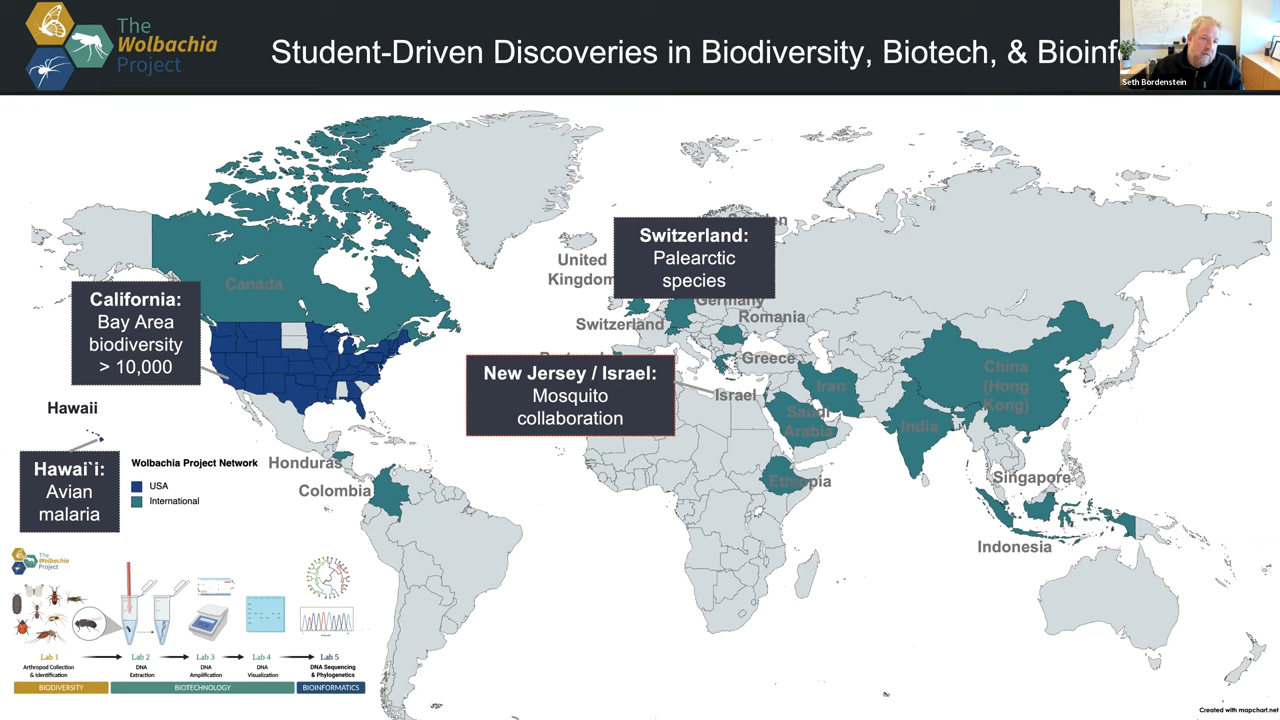 The
Wolbachia
Project
Student-Driven Discoveries in Biodiversity, Biotech, &
Seth Bordenstein
Switzerland:
Palearctic
species
United
Kingdom
Canada
Germany
Romania
Switzerland
California:
Bay Area
biodiversity
> 10,000
Greece
New Jersey / Israel:
Mosquito
collaboration
Israel
Iran
Saudi
Arabia
China
(Hong
Kong)
India
Hawaii
Hawai`i:
Avian
malaria
Wolbachia Project Network
USA
International
Honduras
Colombia
Ethiopia
Singapore
Indonesia
The
Wolbachia
Project
Lab 1
Arthropod Collection
& Identification
Lab 2
DNA
Extraction
Lab 3
DNA
Amplification
Lab 4
DNA
Visualization
Lab 5
DNA Sequencing
& Phylogenetics
BIODIVERSITY
BIOTECHNOLOGY
BIOINFORMATICS
Created with mapchart.net